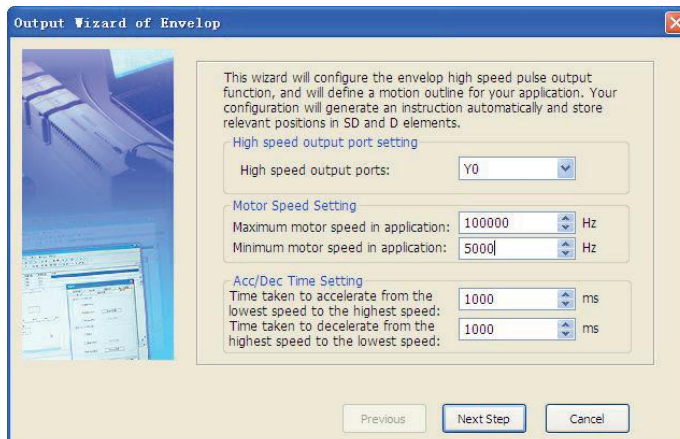 Output Wizard of Envelop
This wizard will configure the envelop high speed pulse output
function, and will define a motion outline for your application. Your
configuration will generate an instruction automatically and store
relevant positions in SD and D elements.
High speed output port setting
High speed output ports: Y0
Motor Speed Setting
Maximum motor speed in application: 100000 Hz
Minimum motor speed in application: 5000 Hz
Acc/Dec Time Setting
Time taken to accelerate from the
lowest speed to the highest speed: 1000 ms
Time taken to decelerate from the
highest speed to the lowest speed: 1000 ms
Previous Next Step Cancel